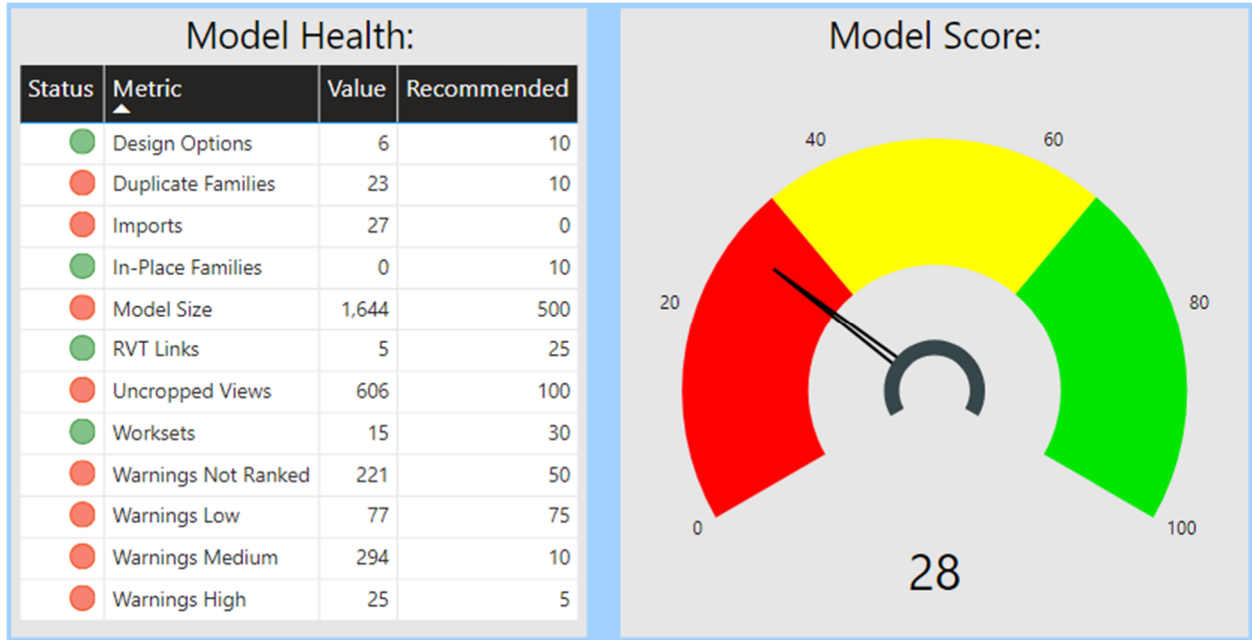 Model Health:
Status Metric Value Recommended
Design Options 6 10
Duplicate Families 23 10
Imports 27 0
In-Place Families 0 10
Model Size 1,644 500
RVT Links 5 25
Uncropped Views 606 100
Worksets 15 30
Warnings Not Ranked 221 50
Warnings Low 77 75
Warnings Medium 294 10
Warnings High 25 5
Model Score:
40 60
20 80
0 100
28